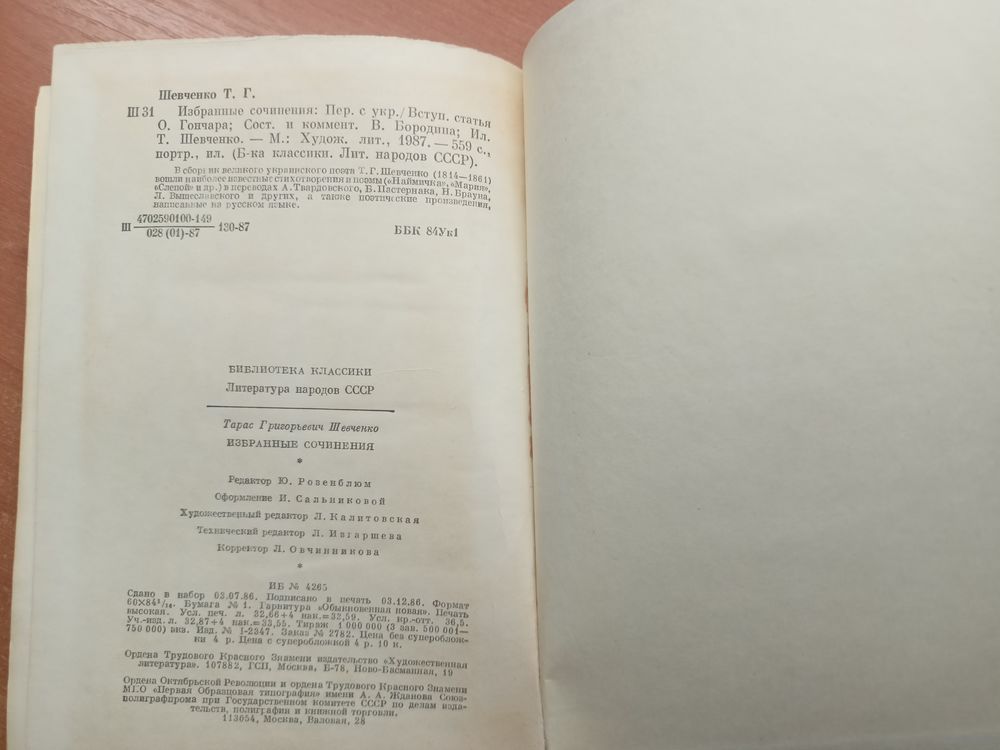 Шевченко Т. Г.
Ш 31 Избранные сочинения: Пер. с укр./Вступ. статья
О. Гончара; Сост. и коммент. В. Бородина; Ил.
Т. Шевченко. — М.: Худож. лит., 1987. — 559 с.,
портр., ил. (Б-ка классики. Лит. народов СССР).
В сборник великого украинского поэта Т. Г. Шевченко (1814—1861)
вошли наиболее известные стихотворения и поэмы («Наймичка», «Мария»,
«Слепой» и др.) в переводах А. Твардовского, Б. Пастернака, Н. Брауна,
Л. Вышеславского и других, а также поэтические произведения,
написанные на русском языке.
Ш 4702590100-149 / 028 (01)-87 130-87 ББК 84Ук1
БИБЛИОТЕКА КЛАССИКИ
Литература народов СССР
Тарас Григорьевич Шевченко
ИЗБРАННЫЕ СОЧИНЕНИЯ
*
Редактор Ю. Розенблюм
Оформление И. Сальниковой
Художественный редактор Л. Калитовская
Технический редактор Л. Ивгаршева
Корректор Л. Овчинникова
*
ИБ № 4265
Сдано в набор 03.07.86. Подписано в печать 03.12.86. Формат
60×84¹/₁₆. Бумага № 1. Гарнитура «Обыкновенная новая». Печать
высокая. Усл. печ. л. 32,66+4 нак.=33,59. Усл. кр.-отт. 36,5.
Уч.-изд. л. 32,87+4 нак.=33,55. Тираж 1 000 000 (3 зав. 500 001—
750 000) экз. Изд. № 1-2347. Заказ № 2782. Цена без суперобложки
4 р. Цена с суперобложкой 4 р. 10 к.
Ордена Трудового Красного Знамени издательство «Художественная
литература». 107882, ГСП, Москва, Б-78, Ново-Басманная, 19
Ордена Октябрьской Революции и ордена Трудового Красного Знамени
МПО «Первая Образцовая типография» имени А. А. Жданова Союз-
полиграфпрома при Государственном комитете СССР по делам изда-
тельств, полиграфии и книжной торговли.
113054, Москва, Валовая, 28